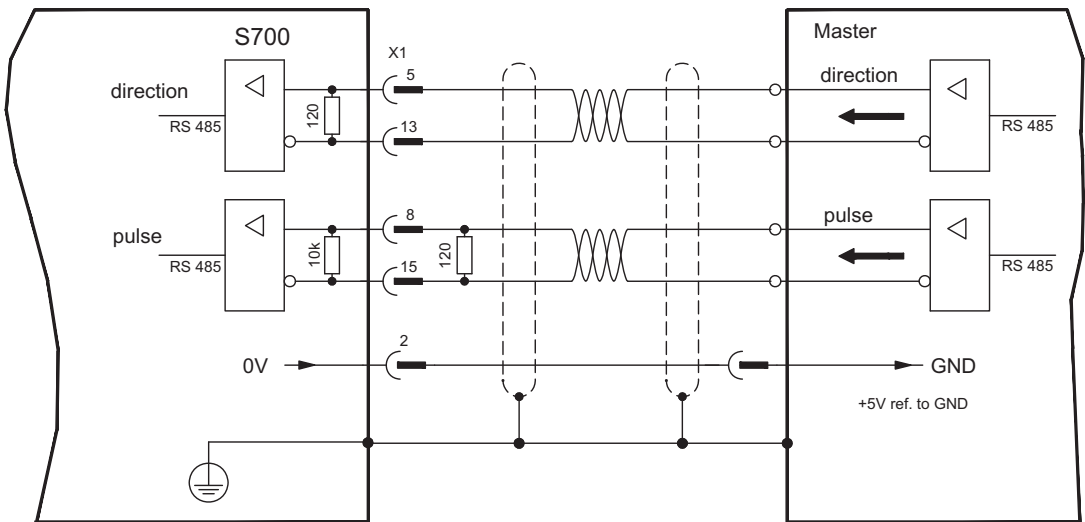 S700
Master
X1
5
direction
direction
RS 485
120
13
RS 485
8
pulse
pulse
RS 485
10k
15
120
RS 485
2
0V
GND
+5V ref. to GND